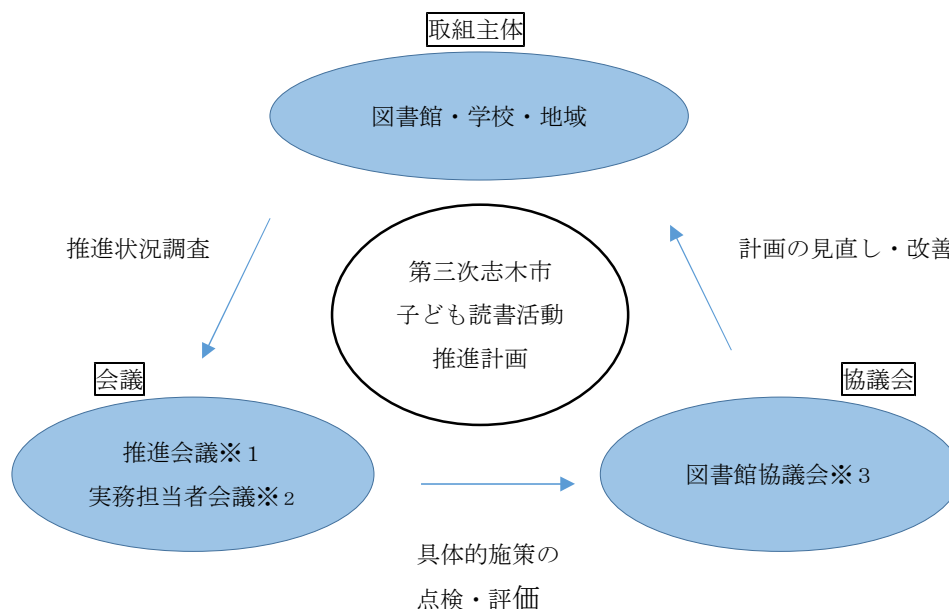 取組主体
図書館・学校・地域
推進状況調査
計画の見直し・改善
第三次志木市
子ども読書活動
推進計画
会議
協議会
推進会議※１
実務担当者会議※２
図書館協議会※３
具体的施策の
点検・評価